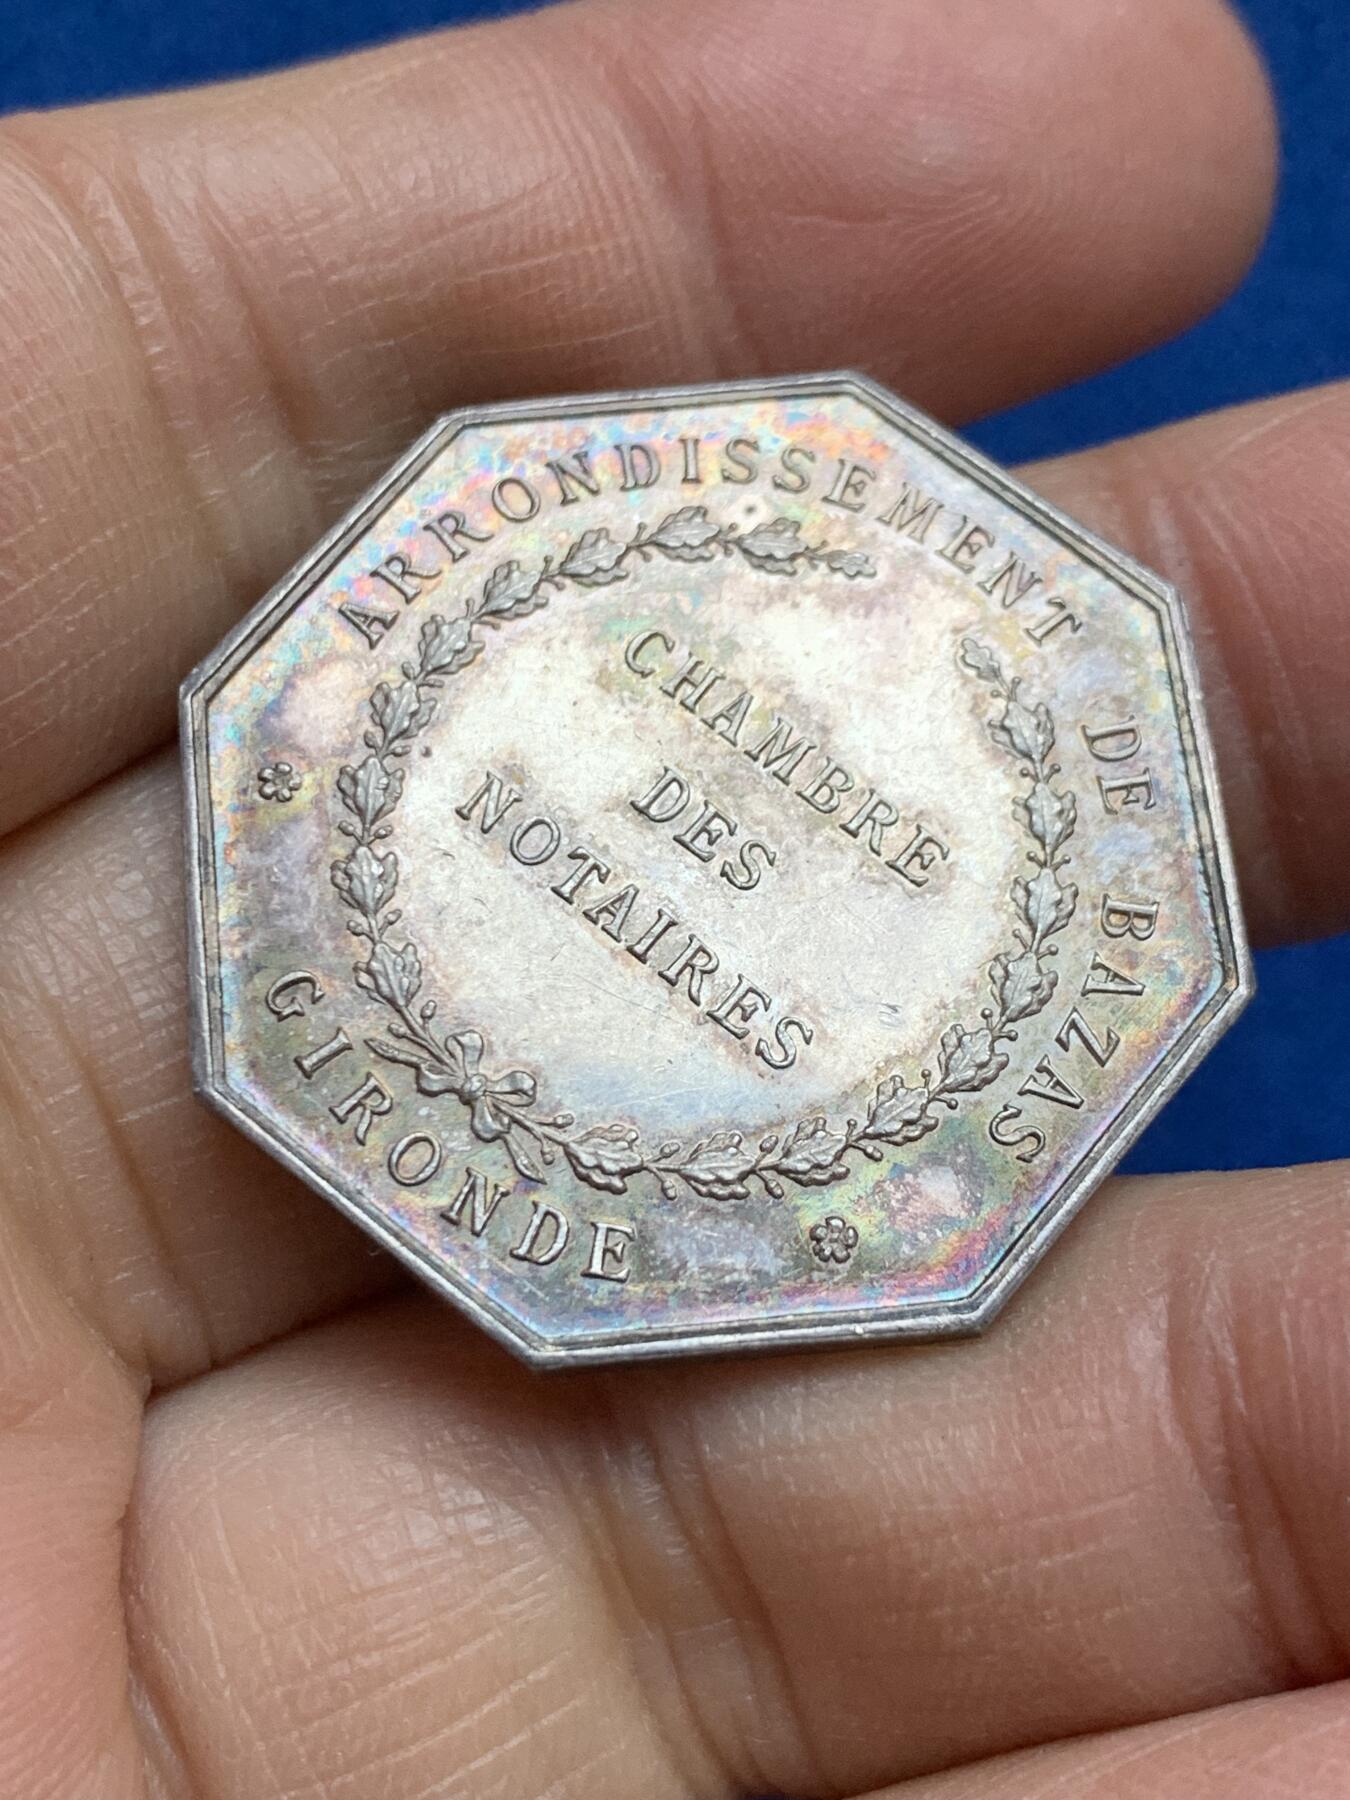 ARRONDISSEMENT DE BAZAS
CHAMBRE
DES
NOTAIRES
GIRONDE